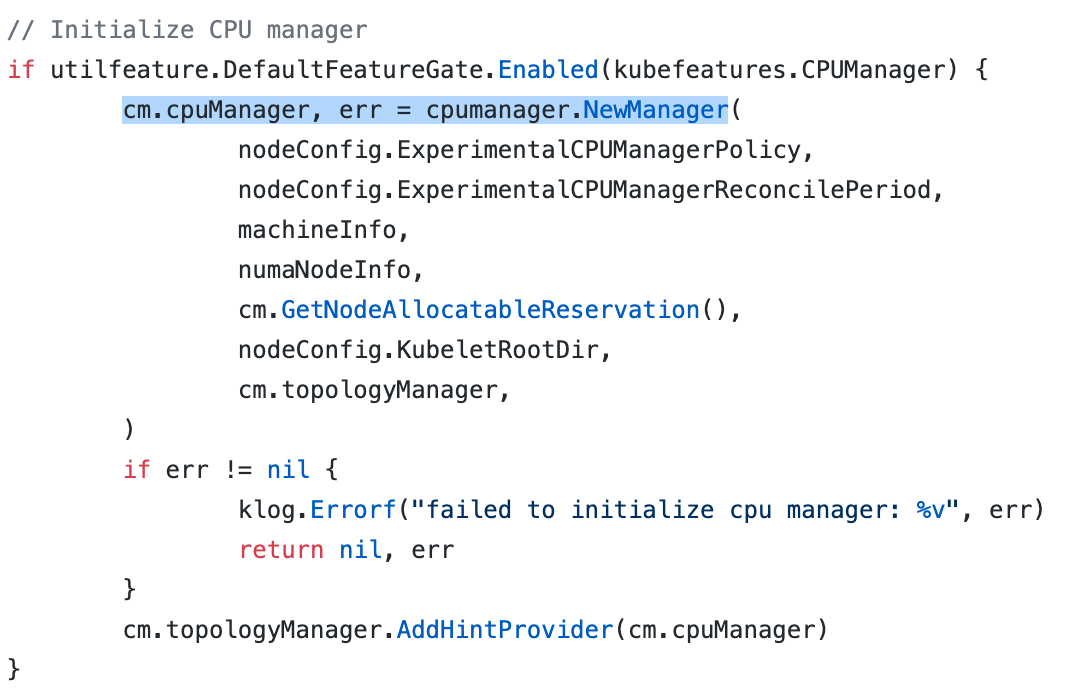 // Initialize CPU manager
if utilfeature.DefaultFeatureGate.Enabled(kubefeatures.CPUManager) {
        cm.cpuManager, err = cpumanager.NewManager(
                nodeConfig.ExperimentalCPUManagerPolicy,
                nodeConfig.ExperimentalCPUManagerReconcilePeriod,
                machineInfo,
                numaNodeInfo,
                cm.GetNodeAllocatableReservation(),
                nodeConfig.KubeletRootDir,
                cm.topologyManager,
        )
        if err != nil {
                klog.Errorf("failed to initialize cpu manager: %v", err)
                return nil, err
        }
        cm.topologyManager.AddHintProvider(cm.cpuManager)
}